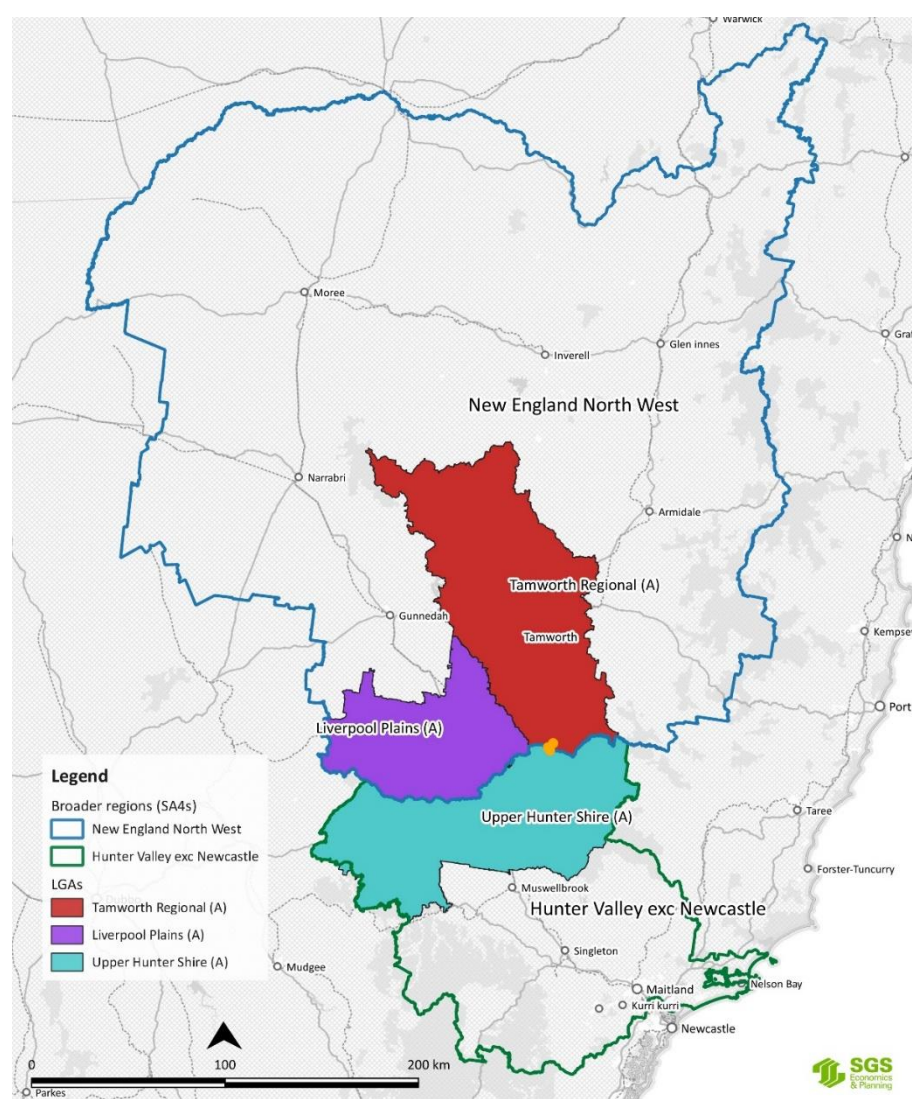 Warwick
Moree
Inverell
Glen innes
New England North West
Narrabri
Armidale
Tamworth Regional (A)
Gunnedah
Tamworth
Kempsey
Port
Liverpool Plains (A)
Upper Hunter Shire (A)
Taree
Forster-Tuncurry
Muswellbrook
Hunter Valley exc Newcastle
Singleton
Mudgee
Maitland
Nelson Bay
Kurri kurri
Newcastle
Parkes
Legend
Broader regions (SA4s)
New England North West
Hunter Valley exc Newcastle
LGAs
Tamworth Regional (A)
Liverpool Plains (A)
Upper Hunter Shire (A)
0 100 200 km
SGS
Economics
& Planning